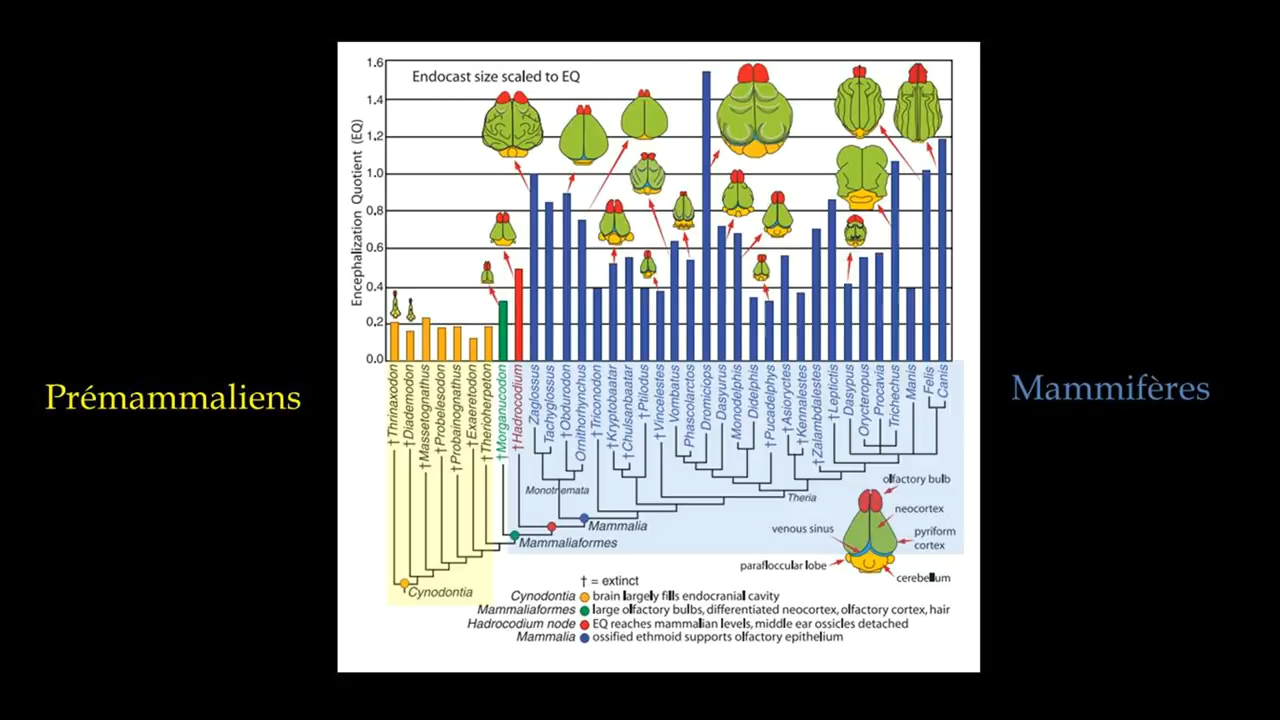 Endocast size scaled to EQ
Encephalization Quotient (EQ)
1.6
1.4
1.2
1.0
0.8
0.6
0.4
0.2
0.0
Prémammaliens
Mammifères
†Thrinaxodon
†Diademodon
†Massetognathus
†Probelesodon
†Probainognathus
†Exaeretodon
†Therioherpeton
†Morganucodon
†Hadrocodium
Zaglossus
Tachyglossus
†Obdurodon
Ornithorhynchus
†Triconodon
†Kryptobaatar
†Chulsanbaatar
†Ptilodus
†Vincelestes
Vombatus
Phascolarctos
Dromiciops
Dasyurus
Monodelphis
Didelphis
†Pucadelphys
†Asioryctes
†Kennalestes
†Zalambdalestes
†Leptictis
Dasypus
Orycteropus
Procavia
Trichechus
Manis
Felis
Canis
Monotremata
Theria
Mammalia
Mammaliaformes
Cynodontia
olfactory bulb
neocortex
venous sinus
pyriform
cortex
parafloccular lobe
cerebellum
† = extinct
Cynodontia brain largely fills endocranial cavity
Mammaliaformes large olfactory bulbs, differentiated neocortex, olfactory cortex, hair
Hadrocodium node EQ reaches mammalian levels, middle ear ossicles detached
Mammalia ossified ethmoid supports olfactory epithelium